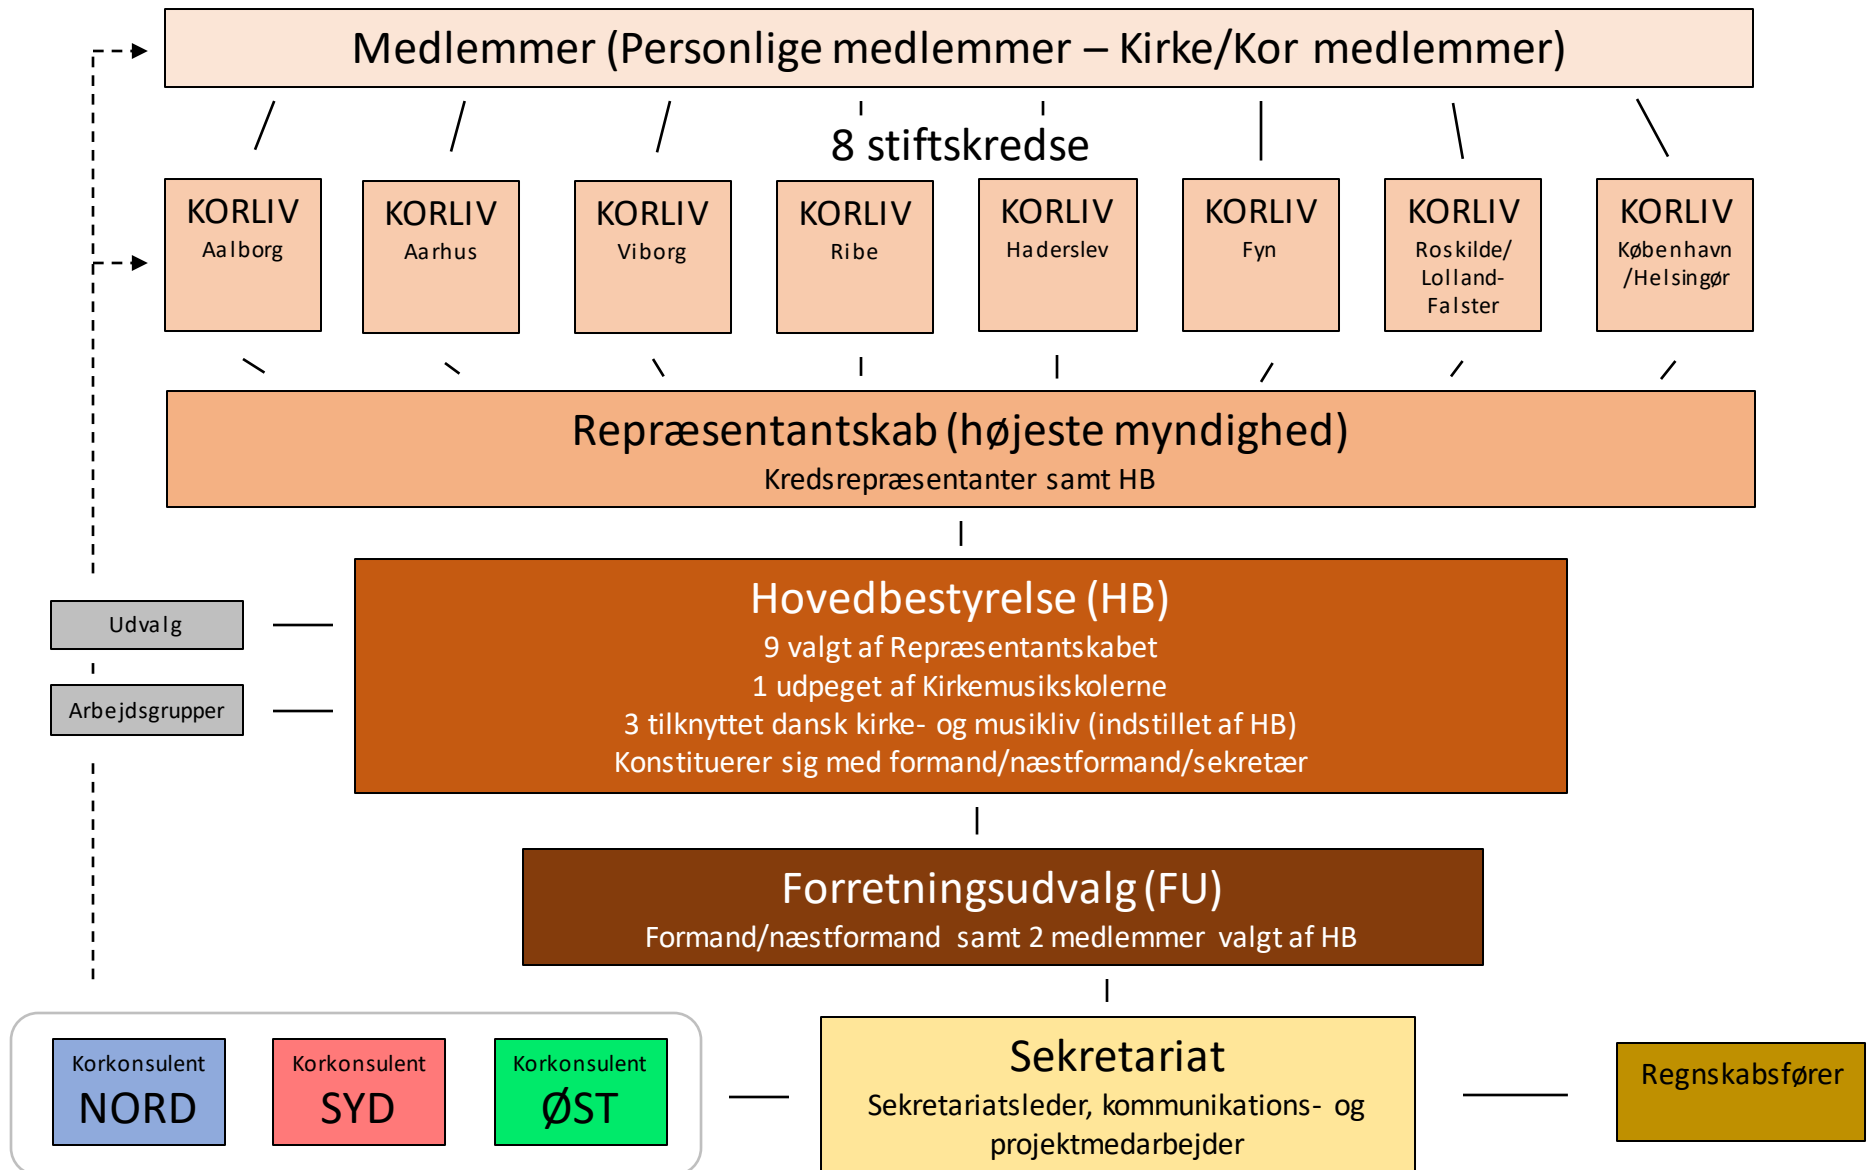 Medlemmer (Personlige medlemmer – Kirke/Kor medlemmer)
8 stiftskredse
KORLIV
Aalborg
KORLIV
Aarhus
KORLIV
Viborg
KORLIV
Ribe
KORLIV
Haderslev
KORLIV
Fyn
KORLIV
Roskilde/
Lolland-
Falster
KORLIV
København
/Helsingør
Repræsentantskab (højeste myndighed)
Kredsrepræsentanter samt HB
Udvalg
Arbejdsgrupper
Hovedbestyrelse (HB)
9 valgt af Repræsentantskabet
1 udpeget af Kirkemusikskolerne
3 tilknyttet dansk kirke- og musikliv (indstillet af HB)
Konstituerer sig med formand/næstformand/sekretær
Forretningsudvalg (FU)
Formand/næstformand samt 2 medlemmer valgt af HB
Korkonsulent
NORD
Korkonsulent
SYD
Korkonsulent
ØST
Sekretariat
Sekretariatsleder, kommunikations- og
projektmedarbejder
Regnskabsfører